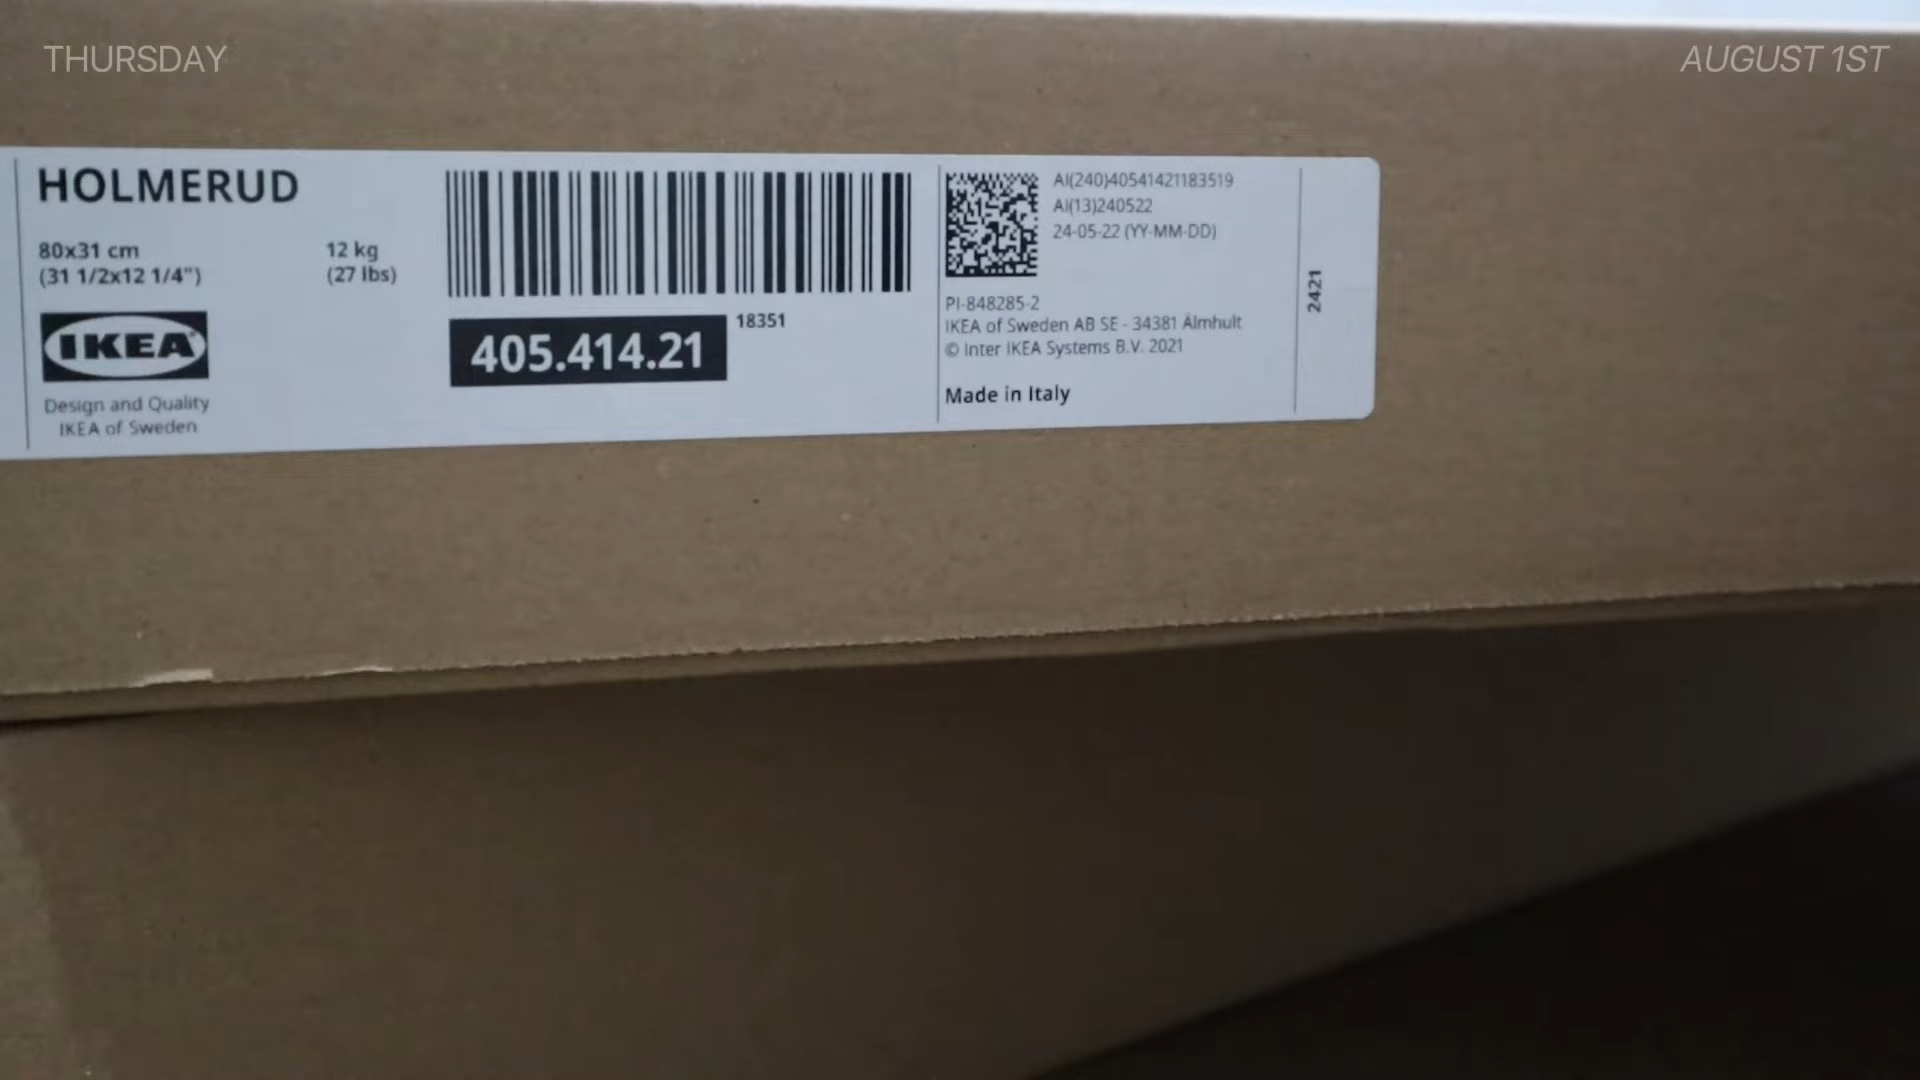 THURSDAY
AUGUST 1ST
HOLMERUD
80x31 cm
(31 1/2x12 1/4")
12 kg
(27 lbs)
IKEA
Design and Quality
IKEA of Sweden
405.414.21
18351
AI(240)40541421183519
AI(13)240522
24-05-22 (YY-MM-DD)
PI-848285-2
IKEA of Sweden AB SE - 34381 Älmhult
© Inter IKEA Systems B.V. 2021
Made in Italy
2421